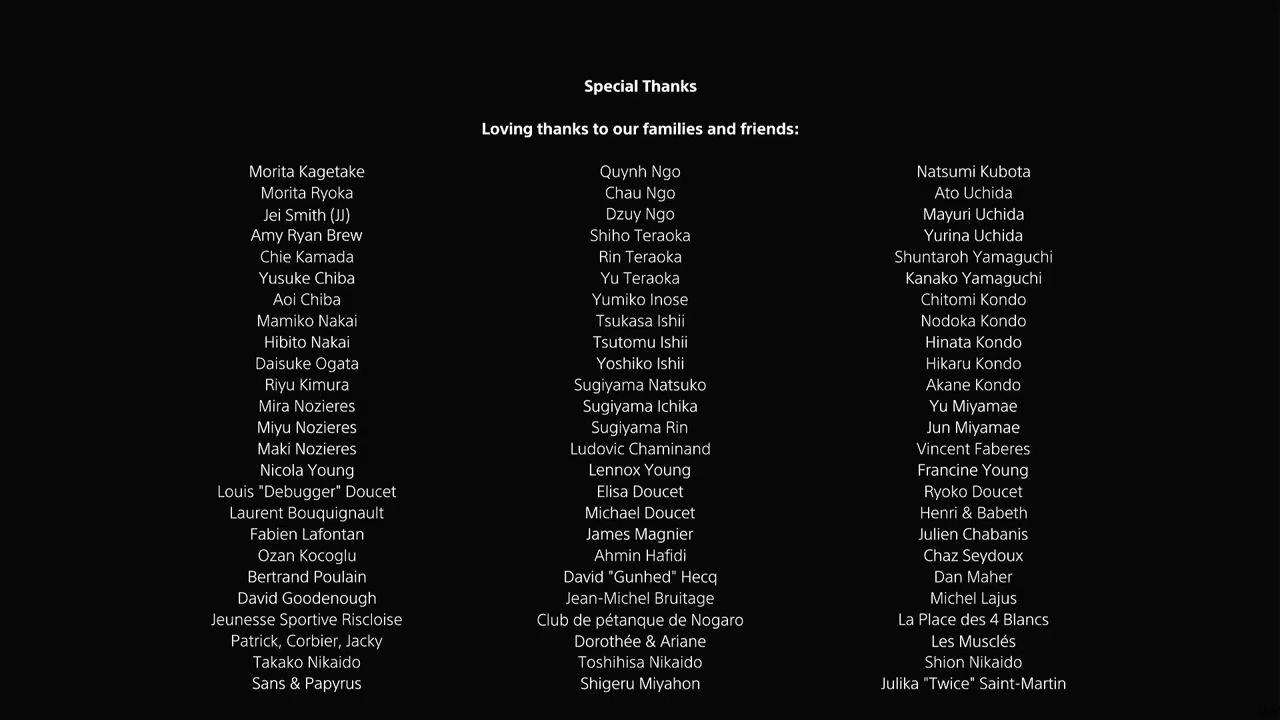 Special Thanks
Loving thanks to our families and friends:
Morita Kagetake Quynh Ngo Natsumi Kubota
Morita Ryoka Chau Ngo Ato Uchida
Jei Smith (JJ) Dzuy Ngo Mayuri Uchida
Amy Ryan Brew Shiho Teraoka Yurina Uchida
Chie Kamada Rin Teraoka Shuntaroh Yamaguchi
Yusuke Chiba Yu Teraoka Kanako Yamaguchi
Aoi Chiba Yumiko Inose Chitomi Kondo
Mamiko Nakai Tsukasa Ishii Nodoka Kondo
Hibito Nakai Tsutomu Ishii Hinata Kondo
Daisuke Ogata Yoshiko Ishii Hikaru Kondo
Riyu Kimura Sugiyama Natsuko Akane Kondo
Mira Nozieres Sugiyama Ichika Yu Miyamae
Miyu Nozieres Sugiyama Rin Jun Miyamae
Maki Nozieres Ludovic Chaminand Vincent Faberes
Nicola Young Lennox Young Francine Young
Louis "Debugger" Doucet Elisa Doucet Ryoko Doucet
Laurent Bouquignault Michael Doucet Henri & Babeth
Fabien Lafontan James Magnier Julien Chabanis
Ozan Kocoglu Ahmin Hafidi Chaz Seydoux
Bertrand Poulain David "Gunhed" Hecq Dan Maher
David Goodenough Jean-Michel Bruitage Michel Lajus
Jeunesse Sportive Riscloise Club de pétanque de Nogaro La Place des 4 Blancs
Patrick, Corbier, Jacky Dorothée & Ariane Les Musclés
Takako Nikaido Toshihisa Nikaido Shion Nikaido
Sans & Papyrus Shigeru Miyahon Julika "Twice" Saint-Martin